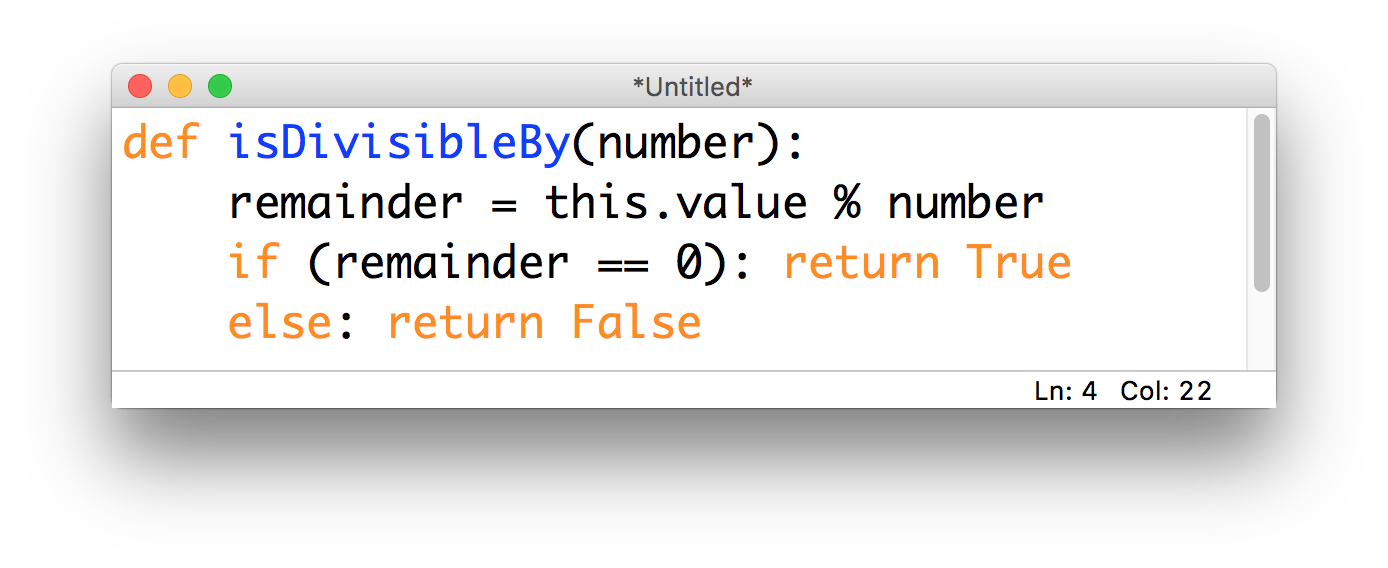 *Untitled*
def isDivisibleBy(number):
    remainder = this.value % number
    if (remainder == 0): return True
    else: return False
Ln: 4 Col: 22